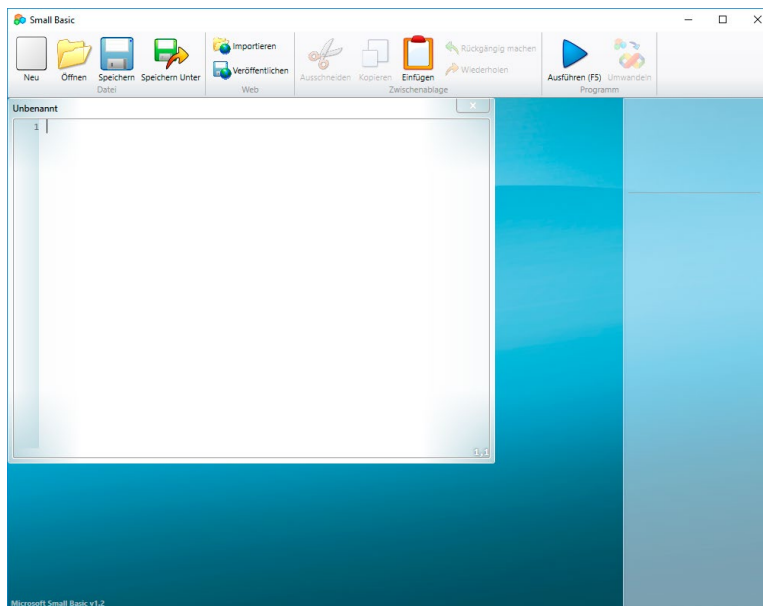 Small Basic
Neu
Öffnen
Speichern
Speichern Unter
Datei
Importieren
Veröffentlichen
Web
Ausschneiden
Kopieren
Einfügen
Rückgängig machen
Wiederholen
Zwischenablage
Ausführen (F5)
Umwandeln
Programm
Unbenannt
1
1,1
Microsoft Small Basic v1.2